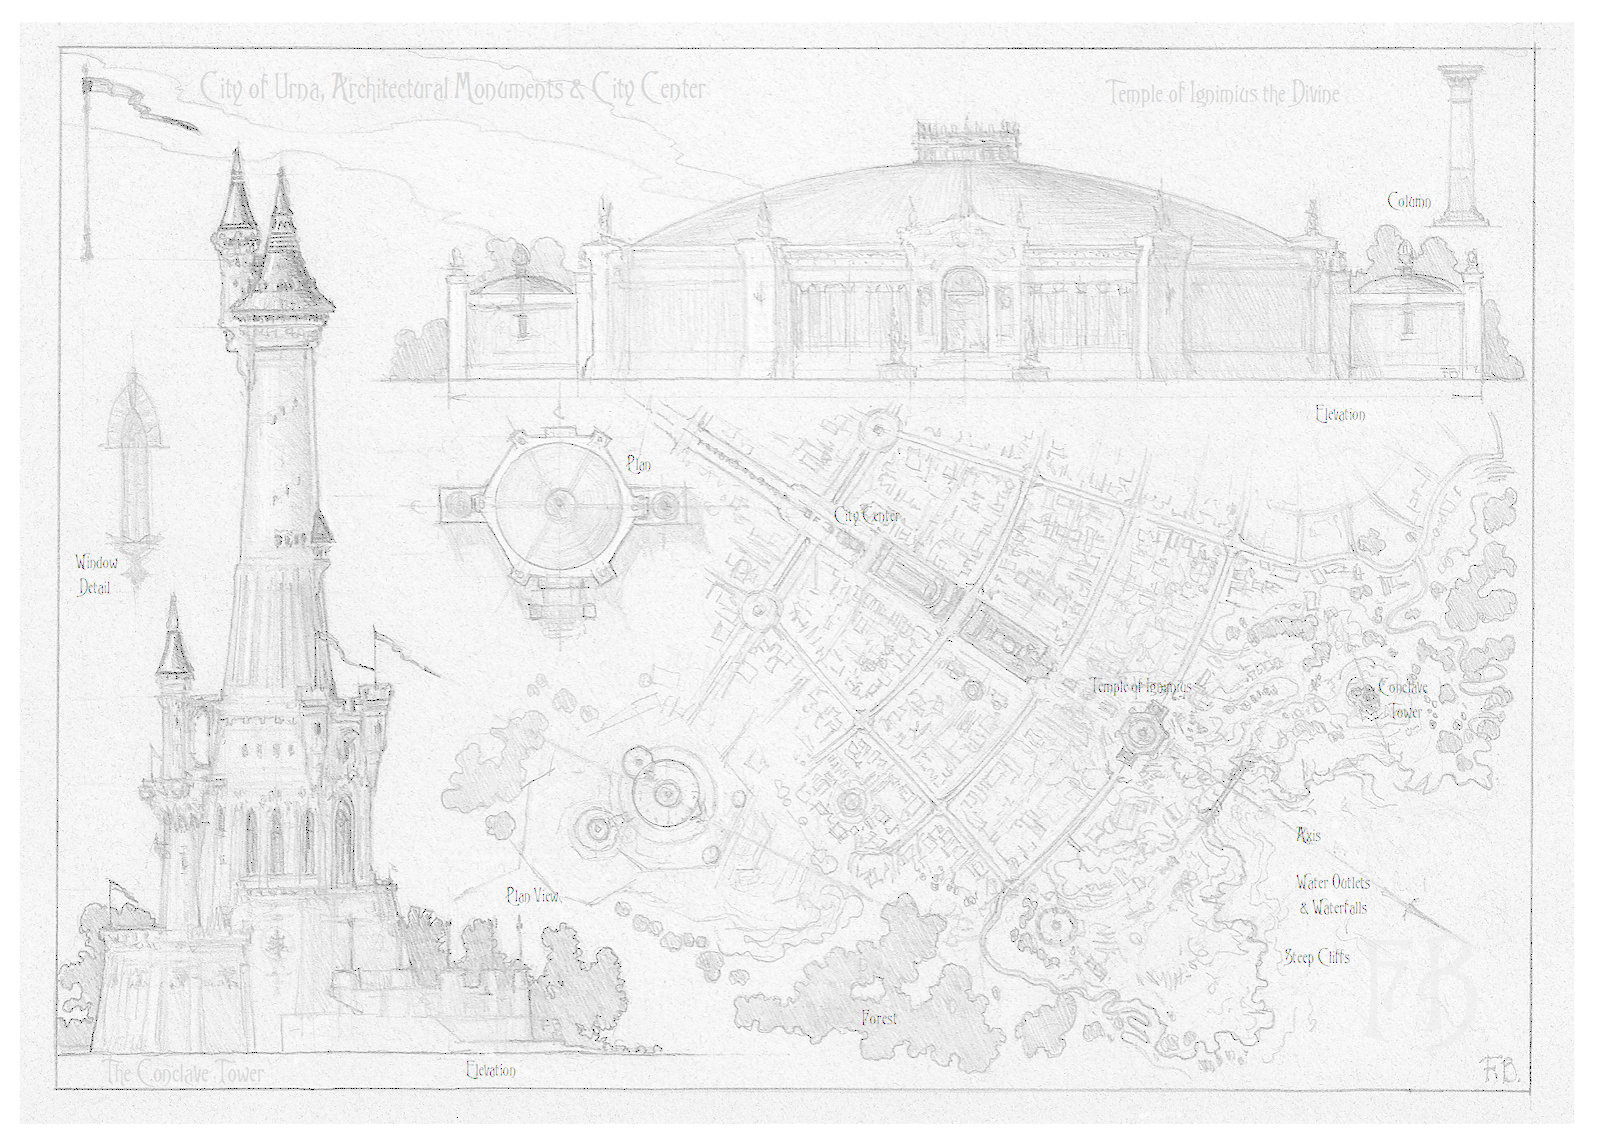 City of Urna, Architectural Monuments & City Center
Temple of Ignimius the Divine
Column
Elevation
Plan
City Center
Window
Detail
Temple of Ignimius
Conclave
Tower
Axis
Water Outlets
& Waterfalls
Plan View
Steep Cliffs
Forest
The Conclave Tower
Elevation
F.B.